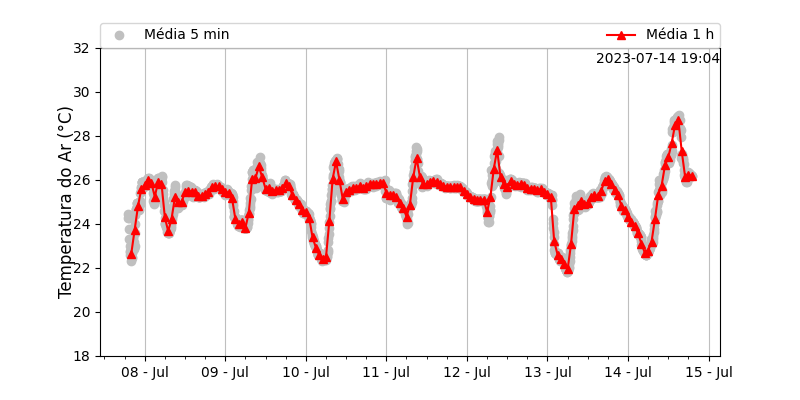 Média 5 min
Média 1 h
2023-07-14 19:04
Temperatura do Ar (°C)
32
30
28
26
24
22
20
18
08 - Jul
09 - Jul
10 - Jul
11 - Jul
12 - Jul
13 - Jul
14 - Jul
15 - Jul